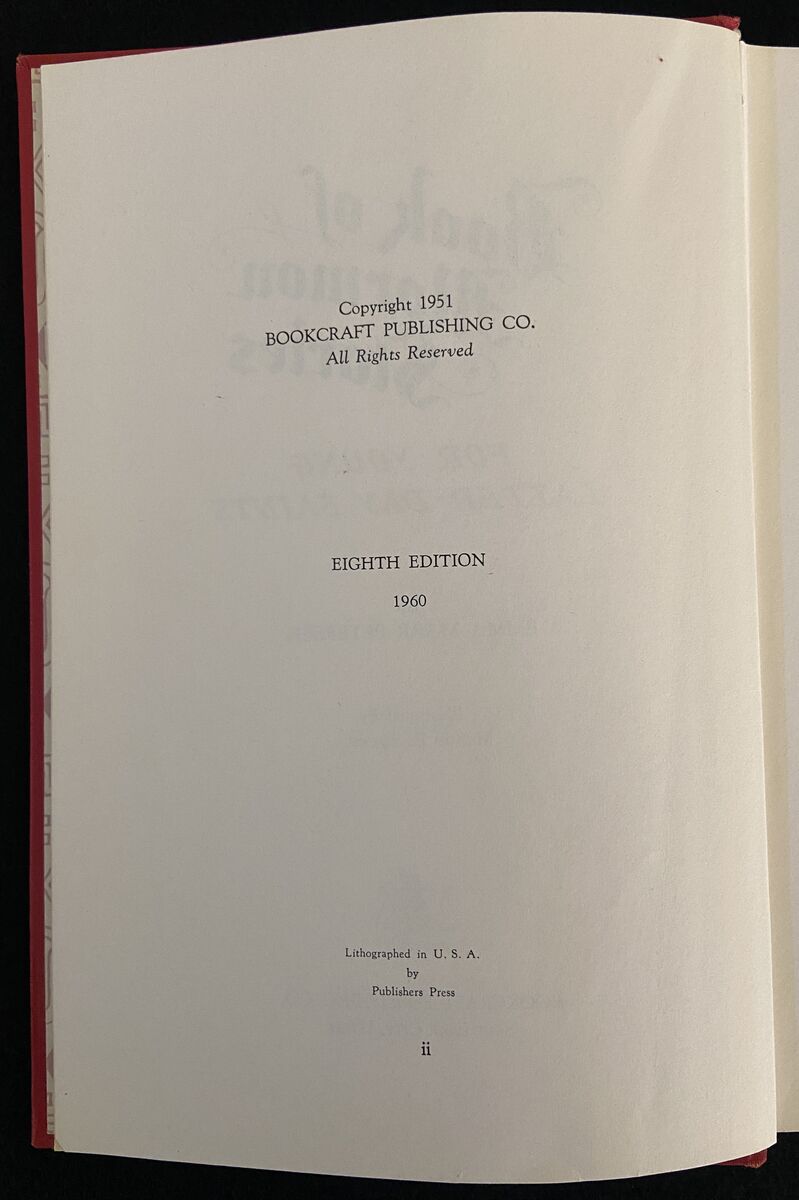 Copyright 1951
BOOKCRAFT PUBLISHING CO.
All Rights Reserved
EIGHTH EDITION
1960
Lithographed in U. S. A.
by
Publishers Press
ii